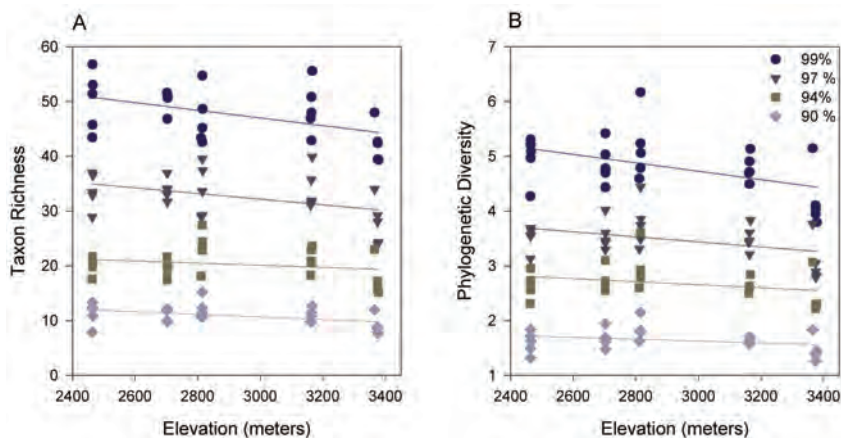 A
Taxon Richness
60
50
40
30
20
10
0
2400 2600 2800 3000 3200 3400
Elevation (meters)
B
Phylogenetic Diversity
7
6
5
4
3
2
1
99%
97 %
94%
90 %
2400 2600 2800 3000 3200 3400
Elevation (meters)